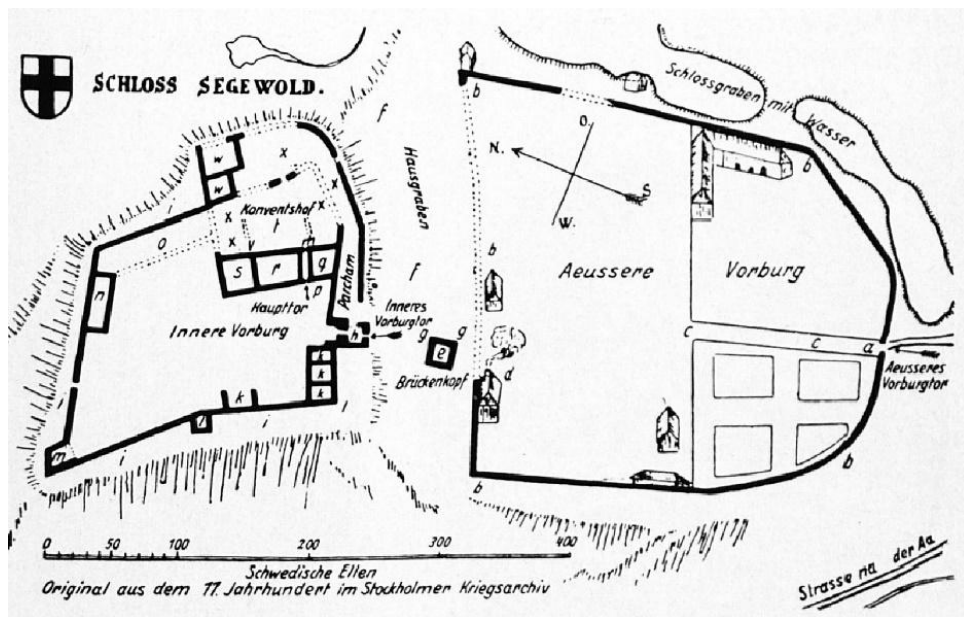 SCHLOSS SEGEWOLD.
f
b
Schlossgraben mit
Wasser
O.
N.
S
W.
b
w
w
x
x
x
x
x
Konventshof
t
o
v
Hausgraben
f
b
Aeussere
Vorburg
n
s
r
q
p
Parcham
Haupttor
Innere Vorburg
Inneres
Vorburgtor
h
g
g
e
Brückenkopf
d
c
c
a
Aeusseres
Vorburgtor
k
k
k
k
l
m
b
b
0
50
100
200
300
400
Schwedische Ellen
Original aus dem 17. Jahrhundert im Stockholmer Kriegsarchiv
Strasse
der Aa